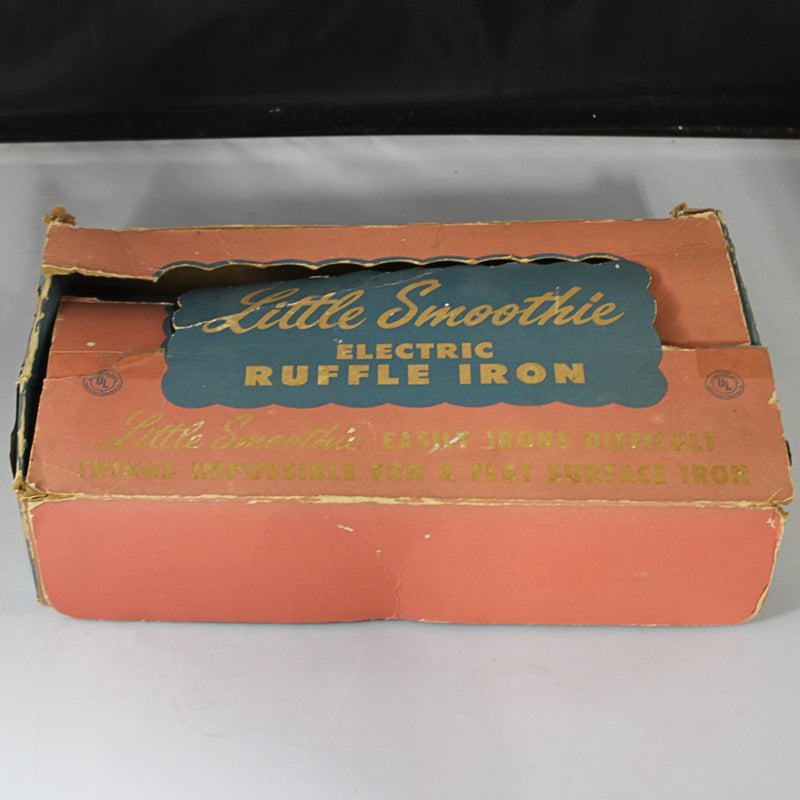 Little Smoothie
ELECTRIC
RUFFLE IRON
UL
UL
Little Smoothie EASILY IRONS DIFFICULT
THINGS IMPOSSIBLE FOR A FLAT SURFACE IRON